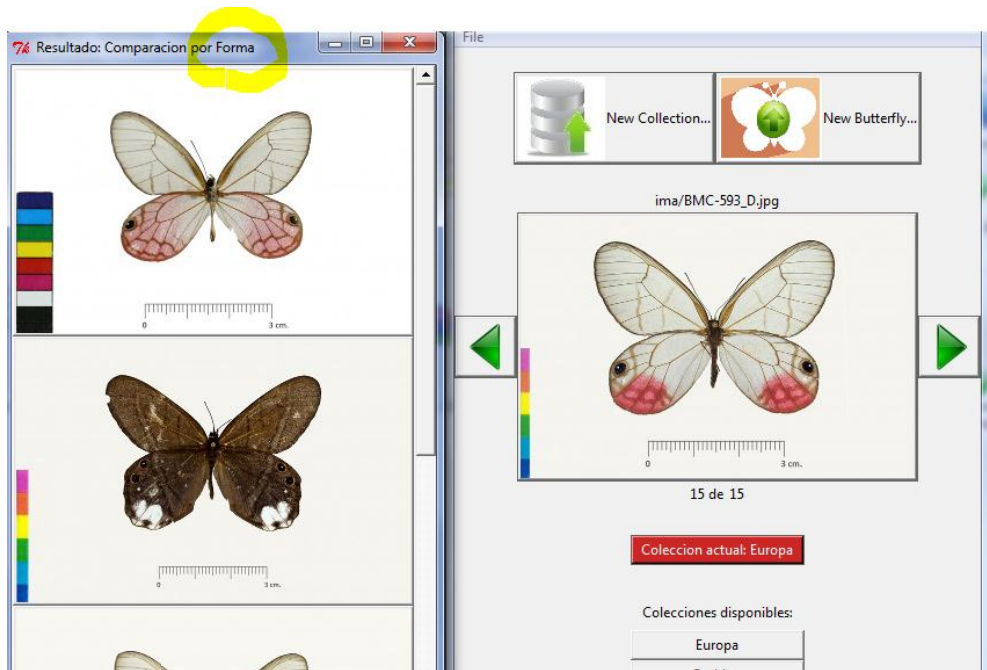 Resultado: Comparacion por Forma
0 3 cm.
0 3 cm.
File
New Collection...
New Butterfly...
ima/BMC-593_D.jpg
0 3 cm.
15 de 15
Coleccion actual: Europa
Colecciones disponibles:
Europa